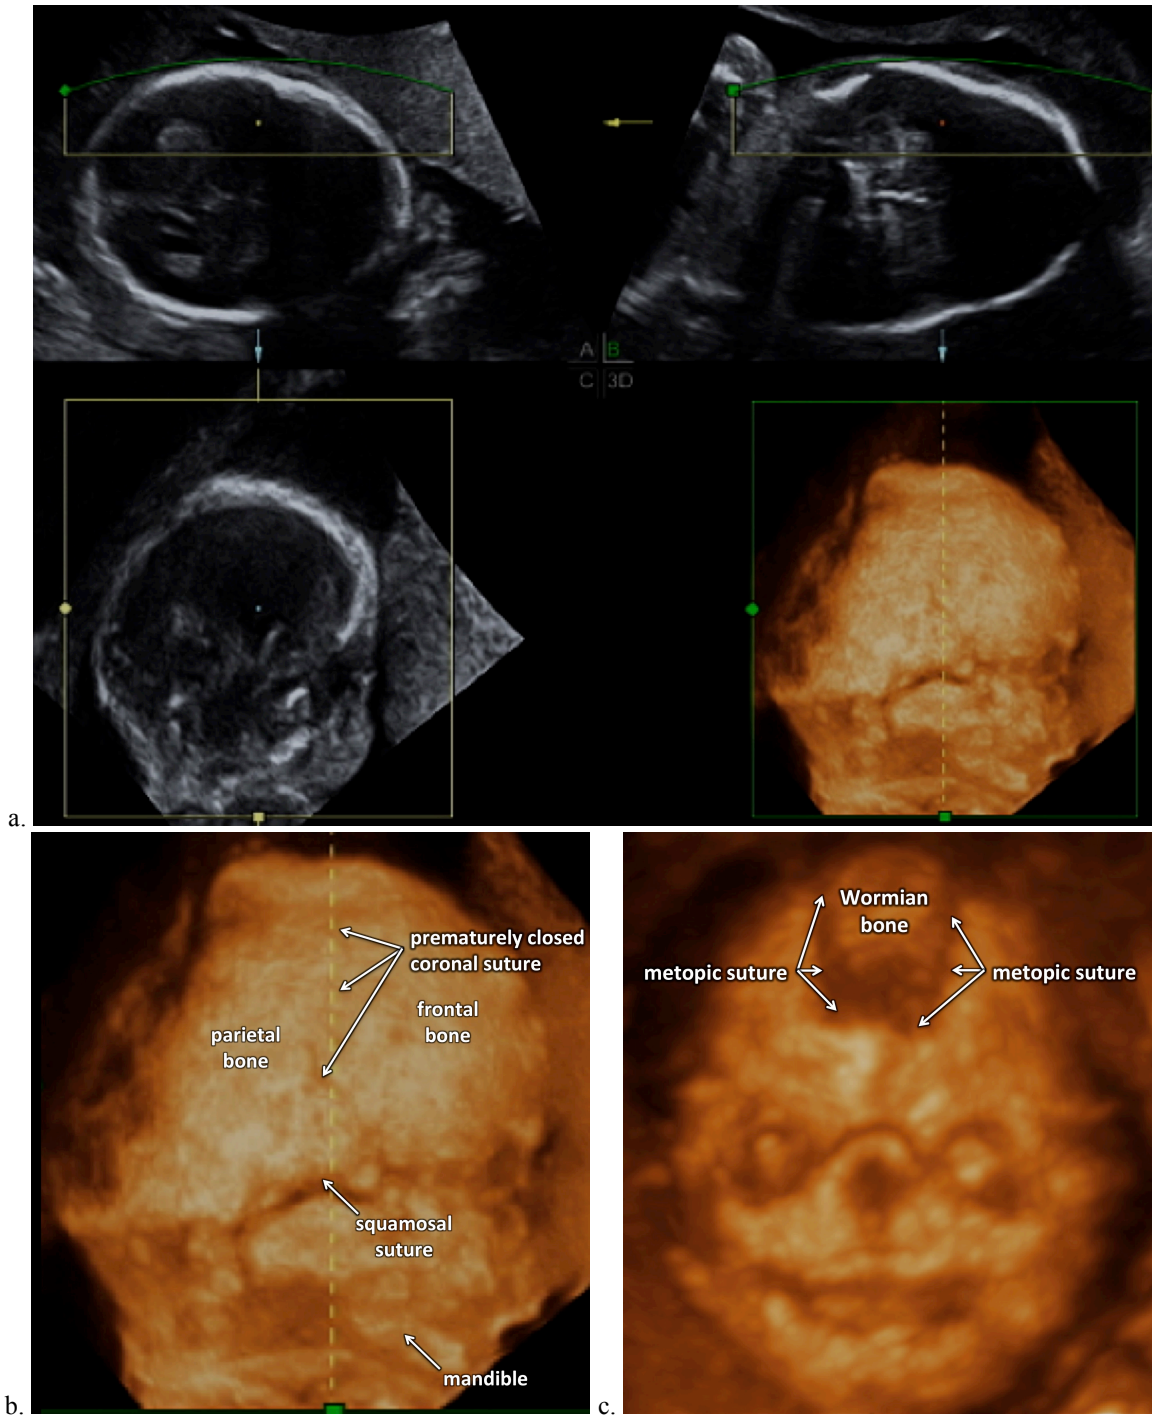 A B
C 3D
a.
prematurely closed
coronal suture
frontal
bone
parietal
bone
squamosal
suture
mandible
b.
Wormian
bone
metopic suture
metopic suture
c.